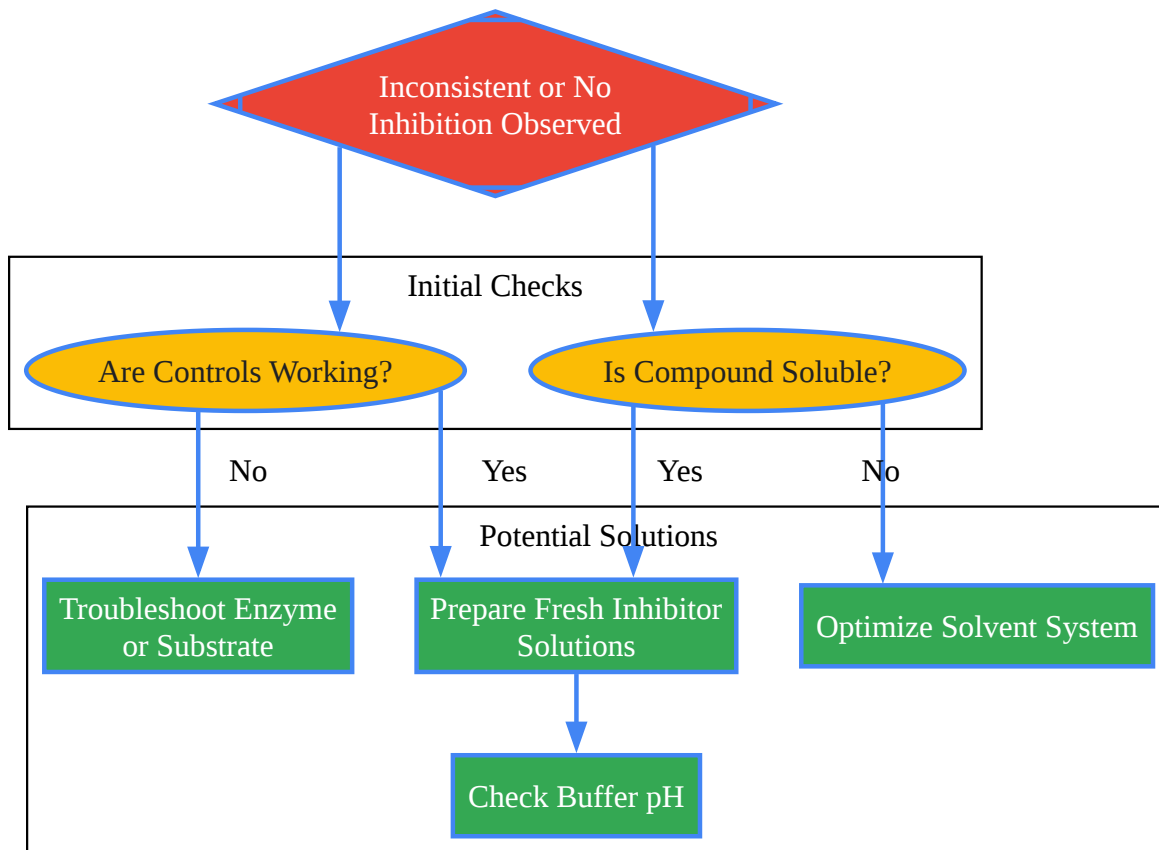 Inconsistent or No
Inhibition Observed
Initial Checks
Are Controls Working?
Is Compound Soluble?
No
Yes
Yes
No
Potential Solutions
Troubleshoot Enzyme
or Substrate
Prepare Fresh Inhibitor
Solutions
Optimize Solvent System
Check Buffer pH